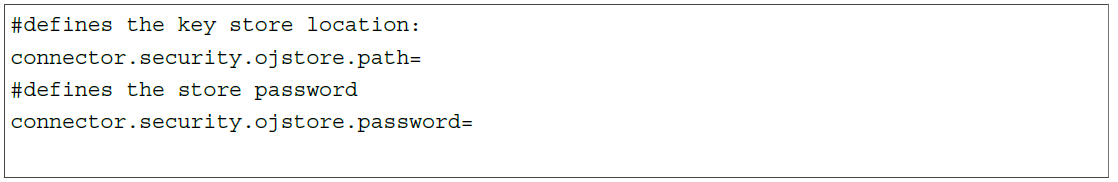 #defines the key store location:
connector.security.ojstore.path=
#defines the store password
connector.security.ojstore.password=